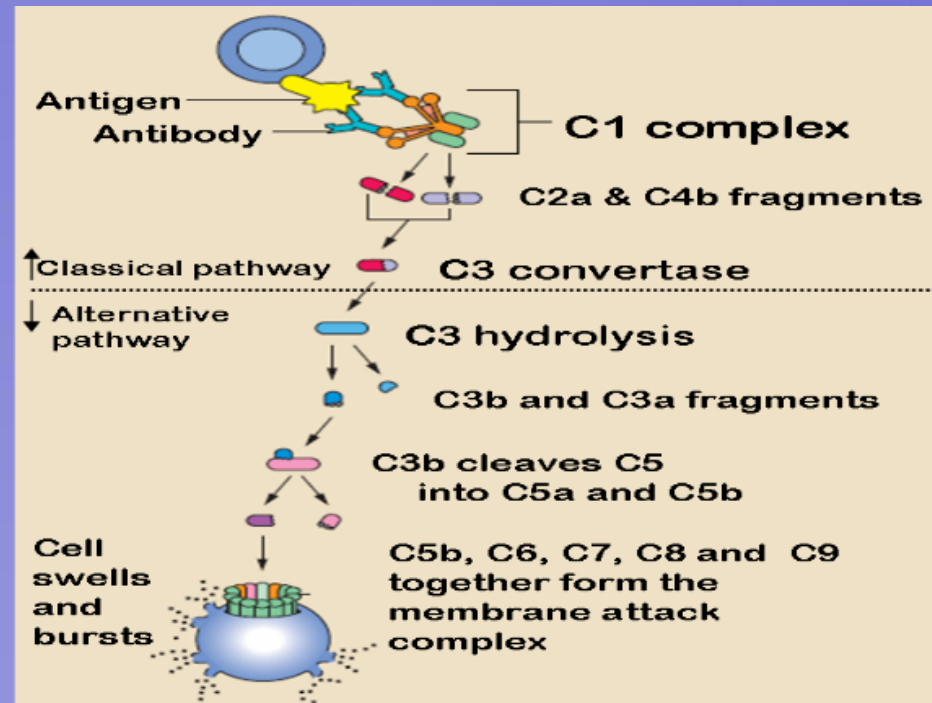 Antigen
Antibody
C1 complex
C2a & C4b fragments
Classical pathway
C3 convertase
Alternative
pathway
C3 hydrolysis
C3b and C3a fragments
C3b cleaves C5
into C5a and C5b
Cell
swells
and
bursts
C5b, C6, C7, C8 and C9
together form the
membrane attack
complex